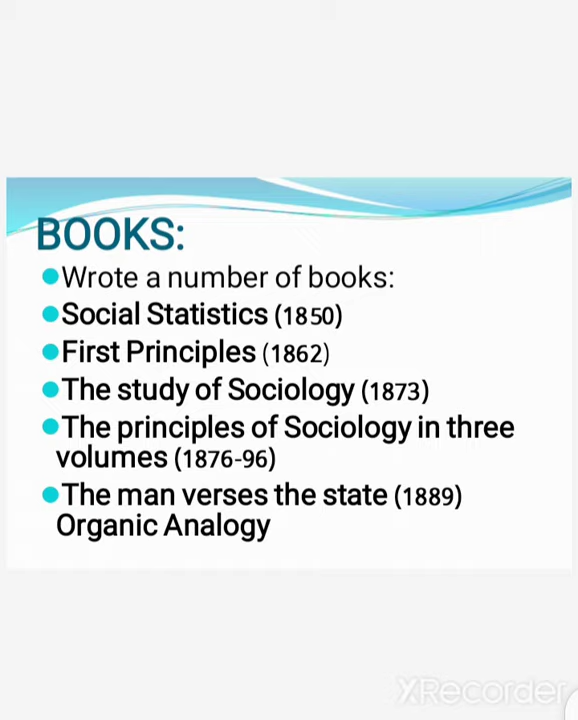 BOOKS:
Wrote a number of books:
Social Statistics (1850)
First Principles (1862)
The study of Sociology (1873)
The principles of Sociology in three
volumes (1876-96)
The man verses the state (1889)
Organic Analogy
XRecorder